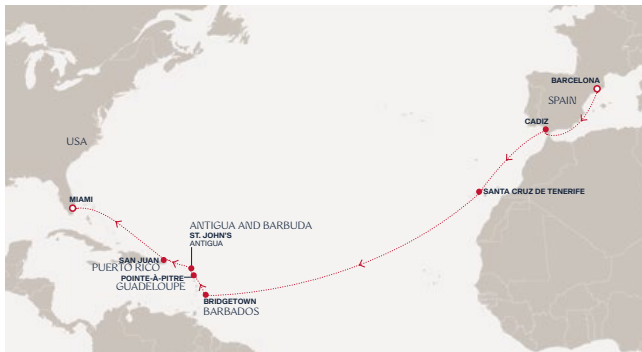 BARCELONA
SPAIN
CADIZ
USA
SANTA CRUZ DE TENERIFE
MIAMI
ANTIGUA AND BARBUDA
ST. JOHN'S
ANTIGUA
SAN JUAN
PUERTO RICO
POINTE-À-PITRE
GUADELOUPE
BRIDGETOWN
BARBADOS